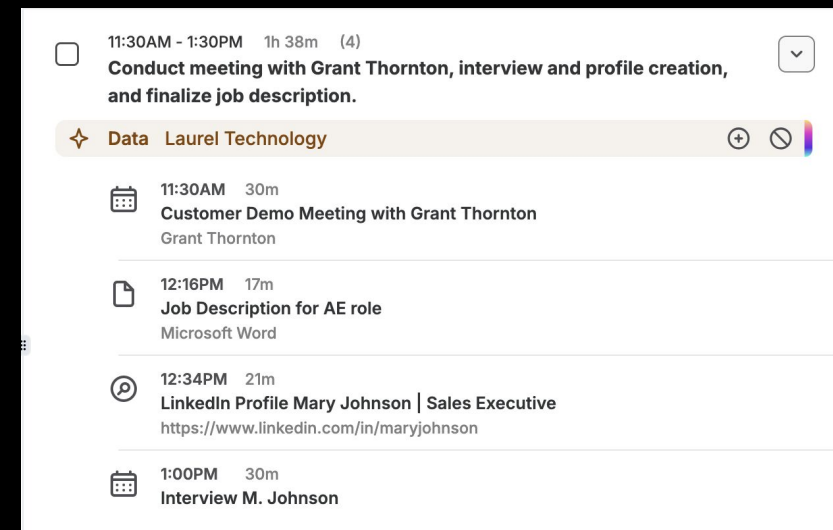 11:30AM - 1:30PM 1h 38m (4)
Conduct meeting with Grant Thornton, interview and profile creation,
and finalize job description.
Data Laurel Technology
11:30AM 30m
Customer Demo Meeting with Grant Thornton
Grant Thornton
12:16PM 17m
Job Description for AE role
Microsoft Word
12:34PM 21m
LinkedIn Profile Mary Johnson | Sales Executive
https://www.linkedin.com/in/maryjohnson
1:00PM 30m
Interview M. Johnson